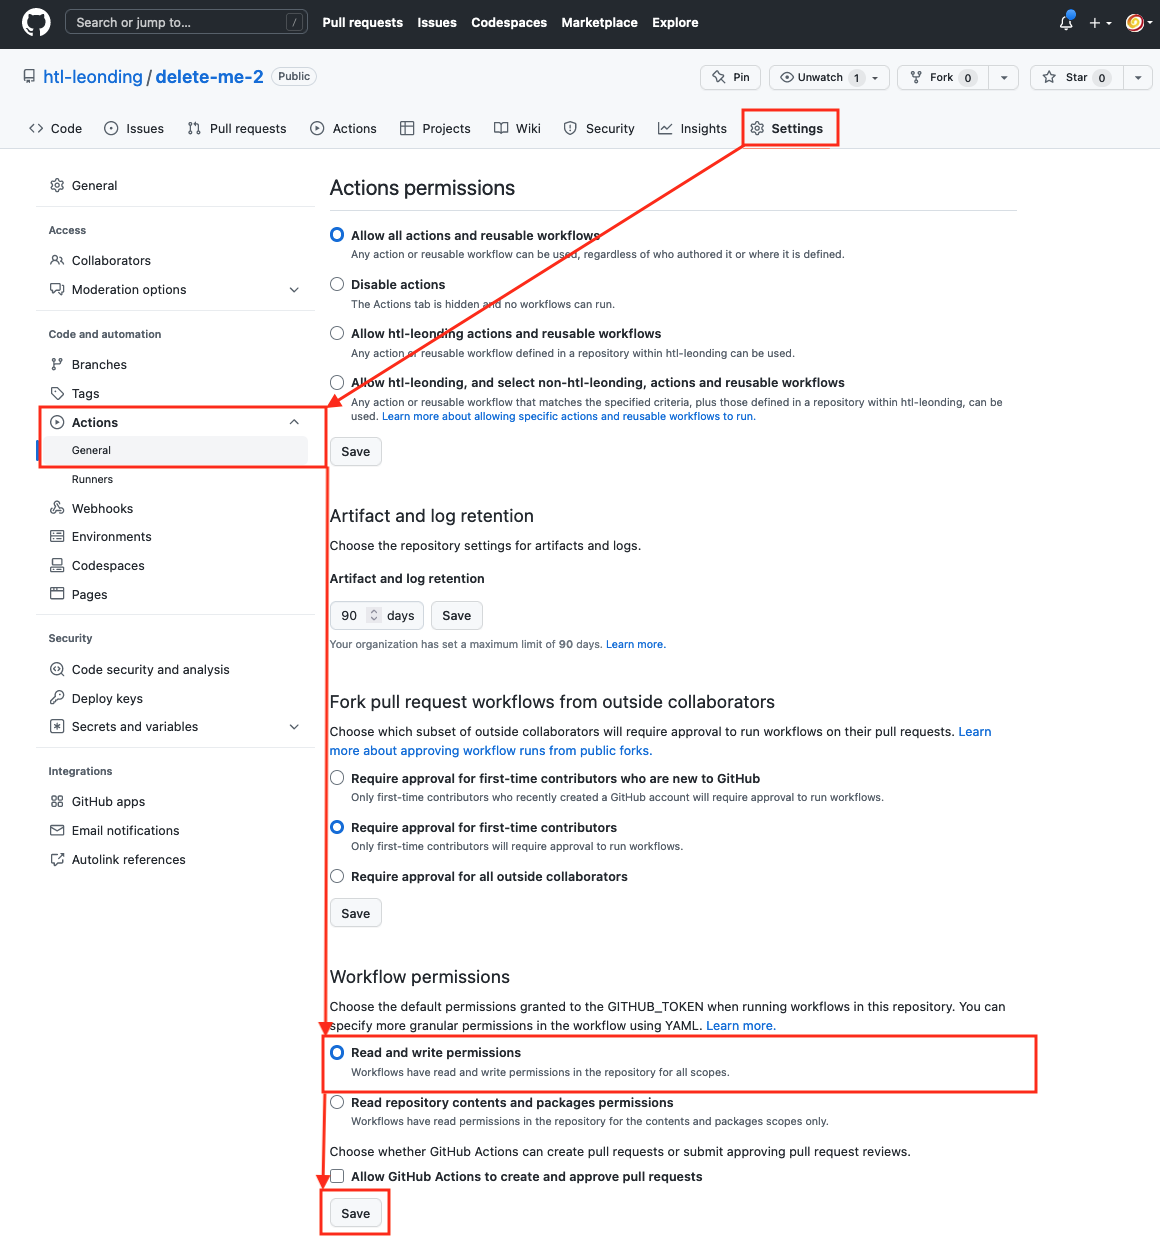 Search or jump to... /
Pull requests Issues Codespaces Marketplace Explore
htl-leonding / delete-me-2 Public
Pin Unwatch 1 Fork 0 Star 0
Code Issues Pull requests Actions Projects Wiki Security Insights Settings
General
Access
Collaborators
Moderation options
Code and automation
Branches
Tags
Actions
General
Runners
Webhooks
Environments
Codespaces
Pages
Security
Code security and analysis
Deploy keys
Secrets and variables
Integrations
GitHub apps
Email notifications
Autolink references
Actions permissions
Allow all actions and reusable workflows
Any action or reusable workflow can be used, regardless of who authored it or where it is defined.
Disable actions
The Actions tab is hidden and no workflows can run.
Allow htl-leonding actions and reusable workflows
Any action or reusable workflow defined in a repository within htl-leonding can be used.
Allow htl-leonding, and select non-htl-leonding, actions and reusable workflows
Any action or reusable workflow that matches the specified criteria, plus those defined in a repository within htl-leonding, can be
used. Learn more about allowing specific actions and reusable workflows to run.
Save
Artifact and log retention
Choose the repository settings for artifacts and logs.
Artifact and log retention
90 days Save
Your organization has set a maximum limit of 90 days. Learn more.
Fork pull request workflows from outside collaborators
Choose which subset of outside collaborators will require approval to run workflows on their pull requests. Learn
more about approving workflow runs from public forks.
Require approval for first-time contributors who are new to GitHub
Only first-time contributors who recently created a GitHub account will require approval to run workflows.
Require approval for first-time contributors
Only first-time contributors will require approval to run workflows.
Require approval for all outside collaborators
Save
Workflow permissions
Choose the default permissions granted to the GITHUB_TOKEN when running workflows in this repository. You can
specify more granular permissions in the workflow using YAML. Learn more.
Read and write permissions
Workflows have read and write permissions in the repository for all scopes.
Read repository contents and packages permissions
Workflows have read permissions in the repository for the contents and packages scopes only.
Choose whether GitHub Actions can create pull requests or submit approving pull request reviews.
Allow GitHub Actions to create and approve pull requests
Save